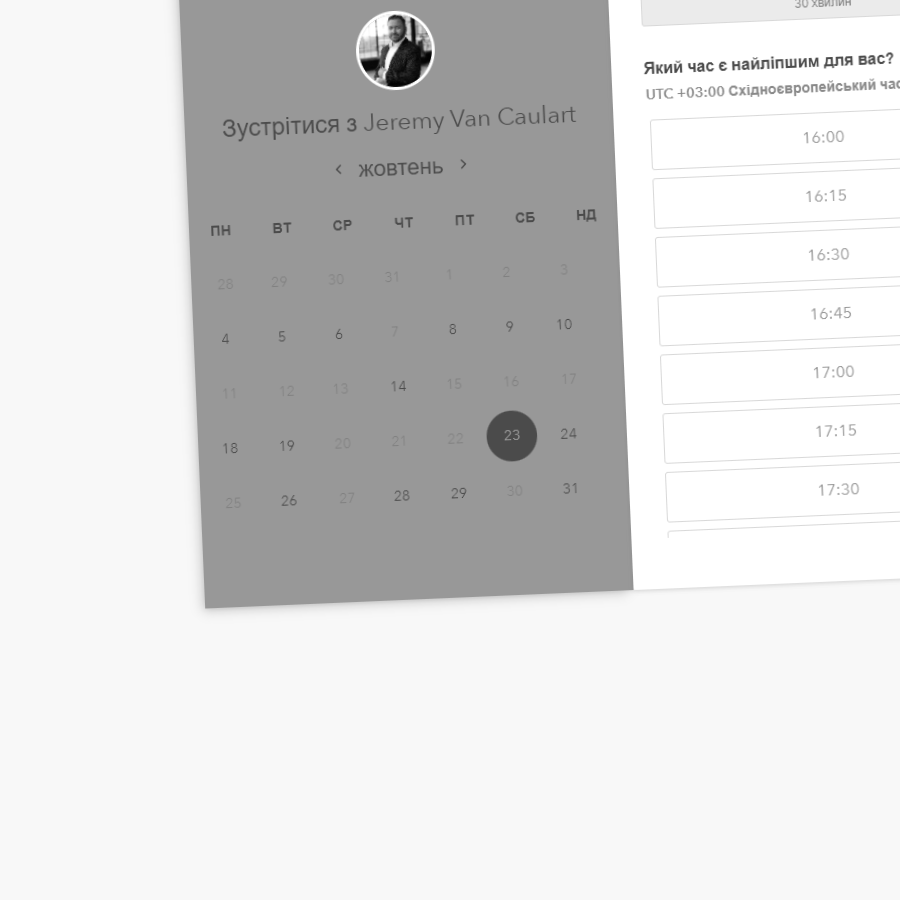 Зустрітися з Jeremy Van Caulart
‹ жовтень ›
ПН ВТ СР ЧТ ПТ СБ НД
28 29 30 31 1 2 3
4 5 6 7 8 9 10
11 12 13 14 15 16 17
18 19 20 21 22 23 24
25 26 27 28 29 30 31
30 хвилин
Який час є найліпшим для вас?
UTC +03:00 Східноєвропейський час
16:00
16:15
16:30
16:45
17:00
17:15
17:30